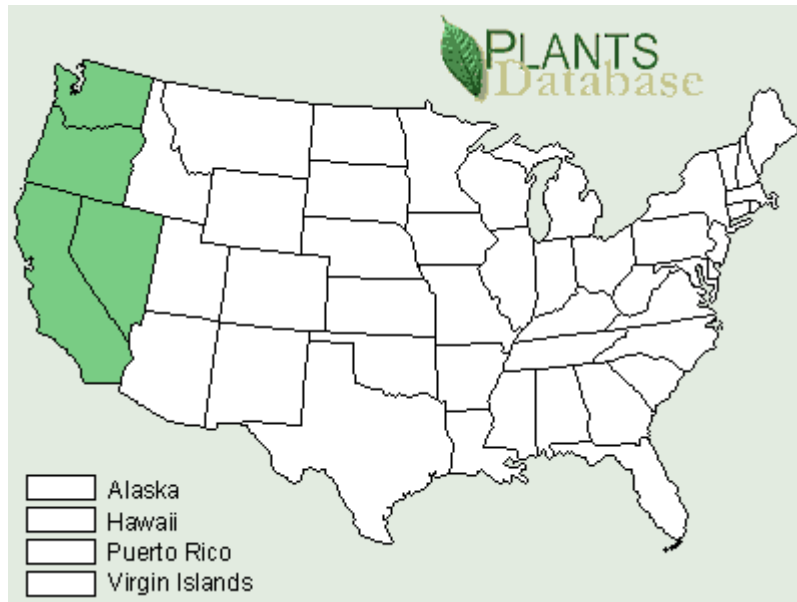 PLANTS
Database
Alaska
Hawaii
Puerto Rico
Virgin Islands